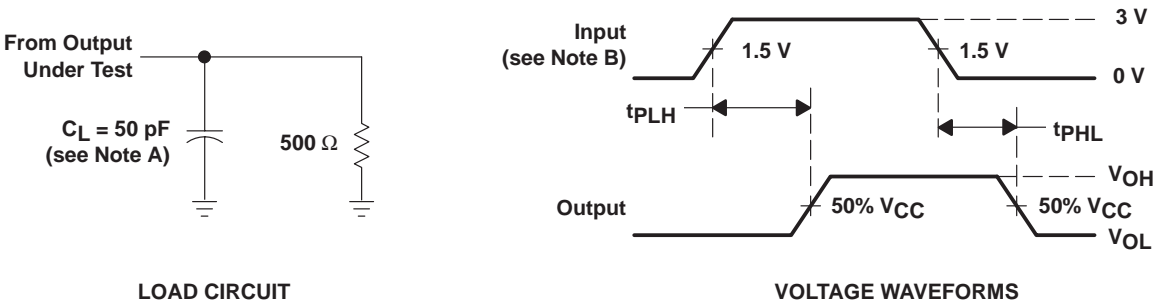 From Output
Under Test
CL = 50 pF
(see Note A)
500 Ω
LOAD CIRCUIT
Input
(see Note B)
1.5 V
1.5 V
3 V
0 V
tPLH
tPHL
Output
50% VCC
50% VCC
VOH
VOL
VOLTAGE WAVEFORMS